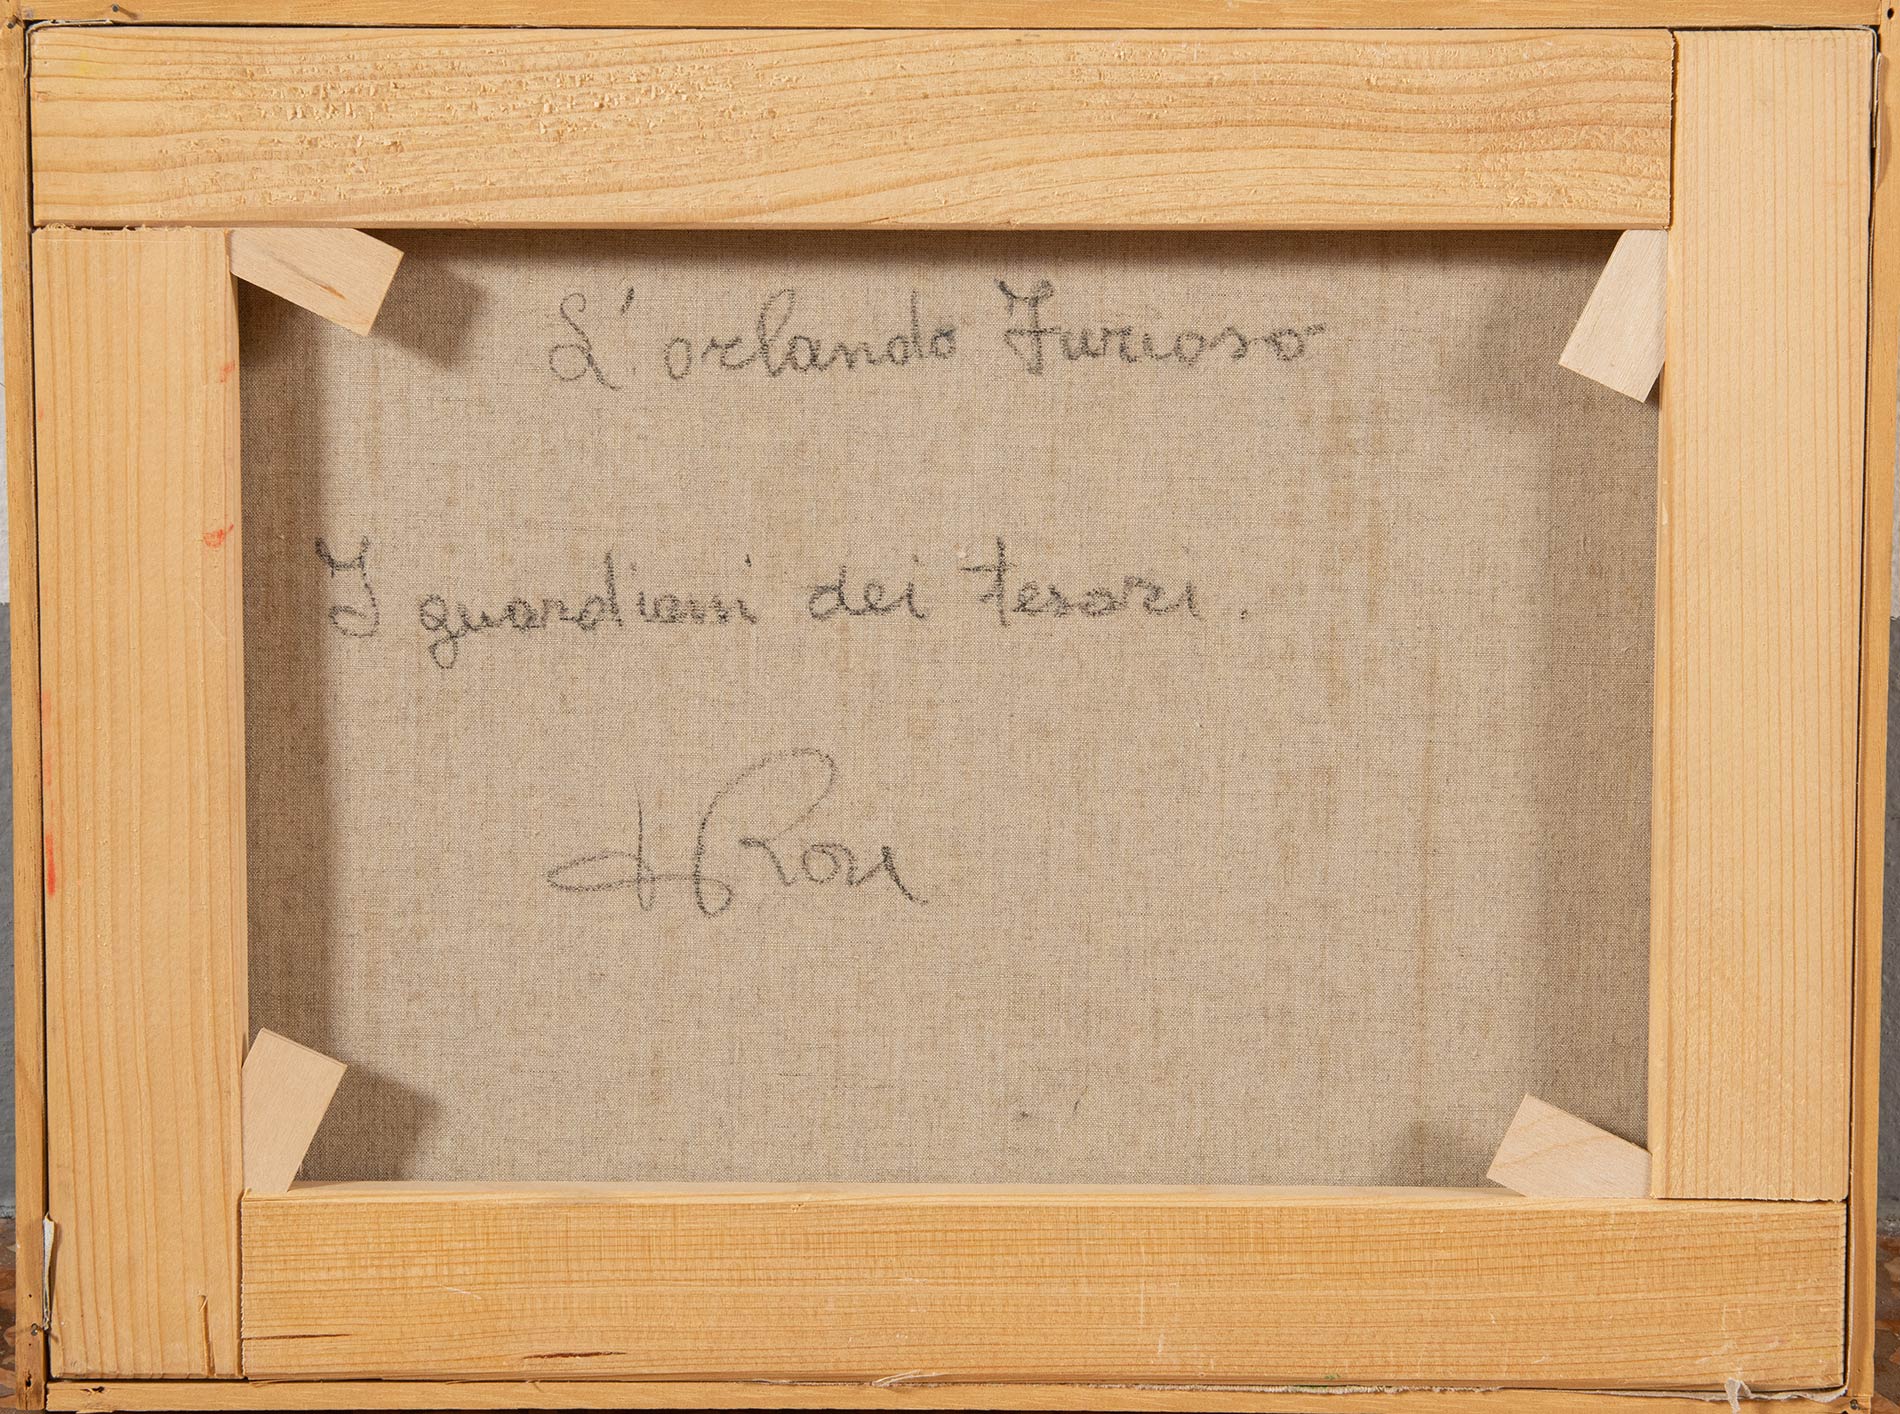 L'orlando Furioso
I guardiani dei tesori.